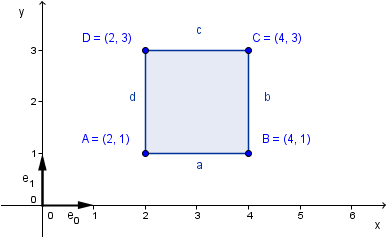 y
c
D = (2, 3)
C = (4, 3)
3
2
d
b
A = (2, 1)
B = (4, 1)
1
a
e1
0
0
e0
1
2
3
4
5
6
x